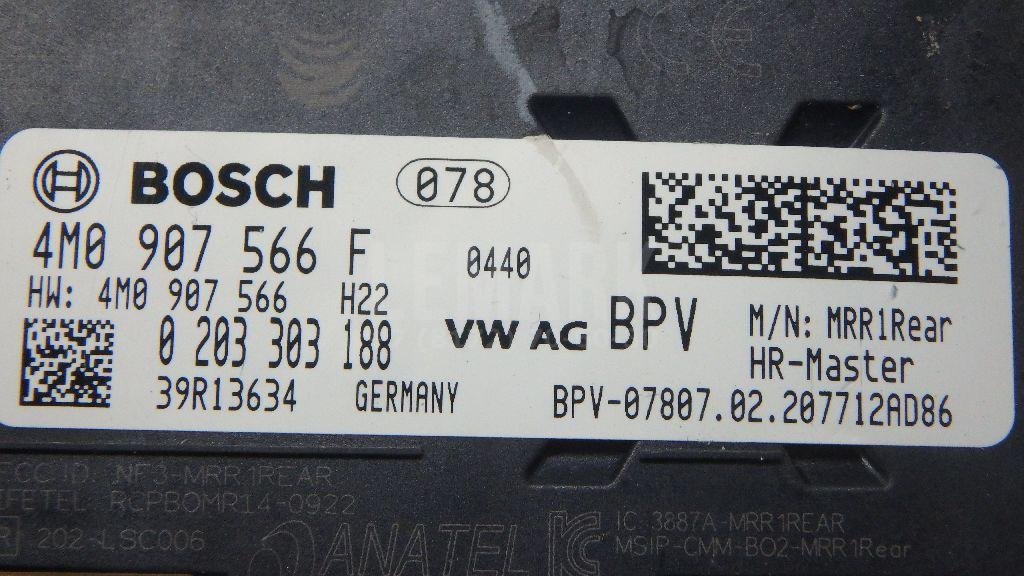 CE
BOSCH 078
4M0 907 566 F 0440
HW: 4M0 907 566 H22
0 203 303 188 VW AG BPV M/N: MRR1Rear
HR-Master
39R13634 GERMANY BPV-07807.02.207712AD86
ECC ID: NF3-MRR1REAR
IFETEL: RCPBOMR14-0922
R 202-LSC006
ANATEL
IC 3887A-MRR1REAR
MSIP-CMM-BO2-MRR1Rear